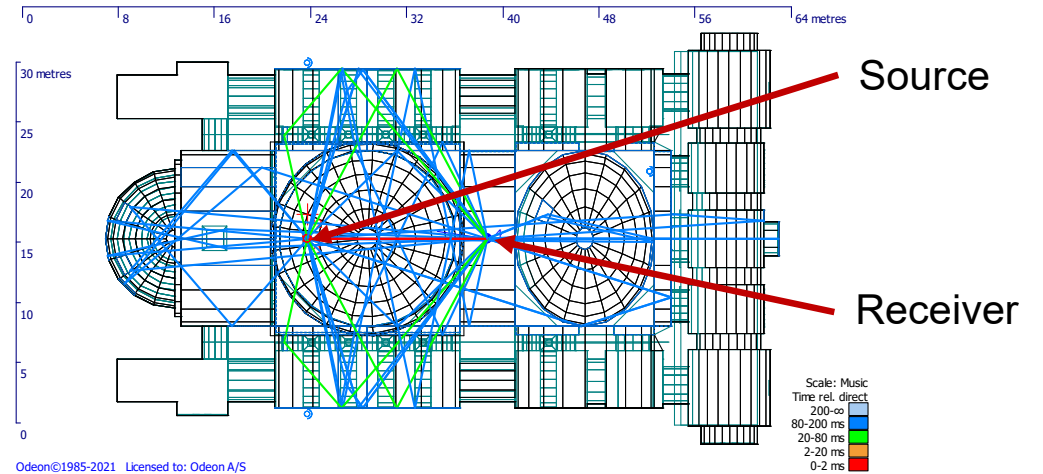 0 8 16 24 32 40 48 56 64 metres
30 metres
25
20
15
10
5
0
Source
Receiver
Scale: Music
Time rel. direct
200-∞
80-200 ms
20-80 ms
2-20 ms
0-2 ms
Odeon©1985-2021 Licensed to: Odeon A/S